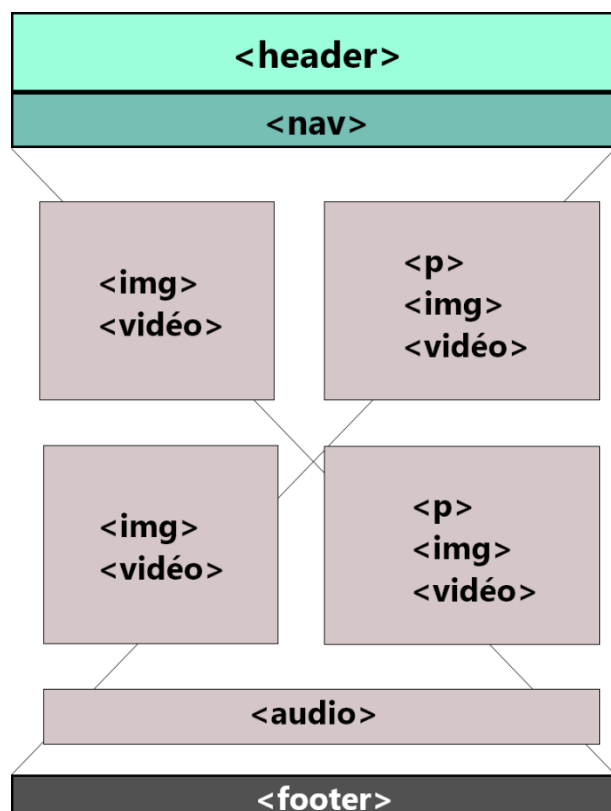 <header>
<nav>
<img>
<vidéo>
<p>
<img>
<vidéo>
<img>
<vidéo>
<p>
<img>
<vidéo>
<audio>
<footer>